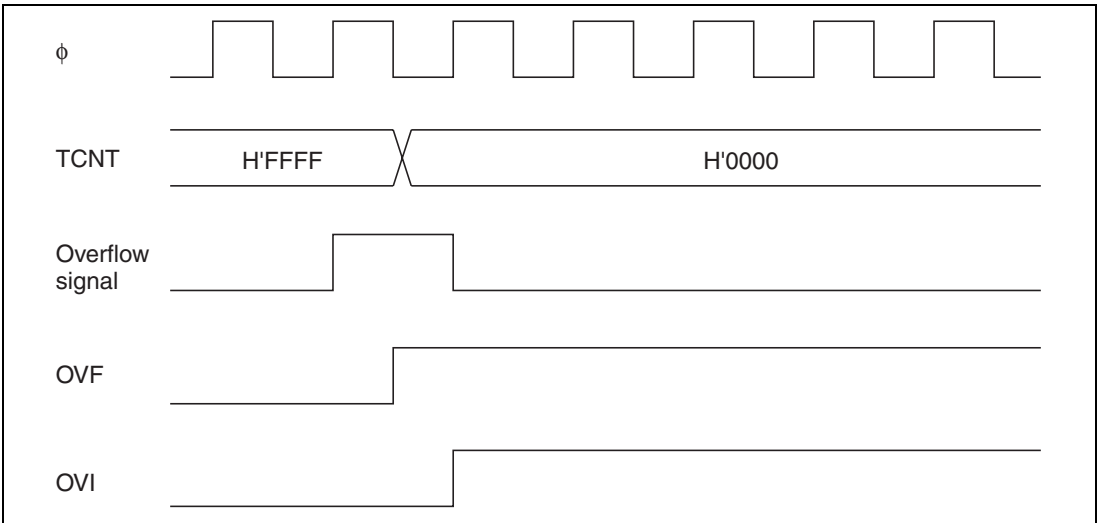 ϕ
TCNT
H'FFFF
H'0000
Overflow
signal
OVF
OVI